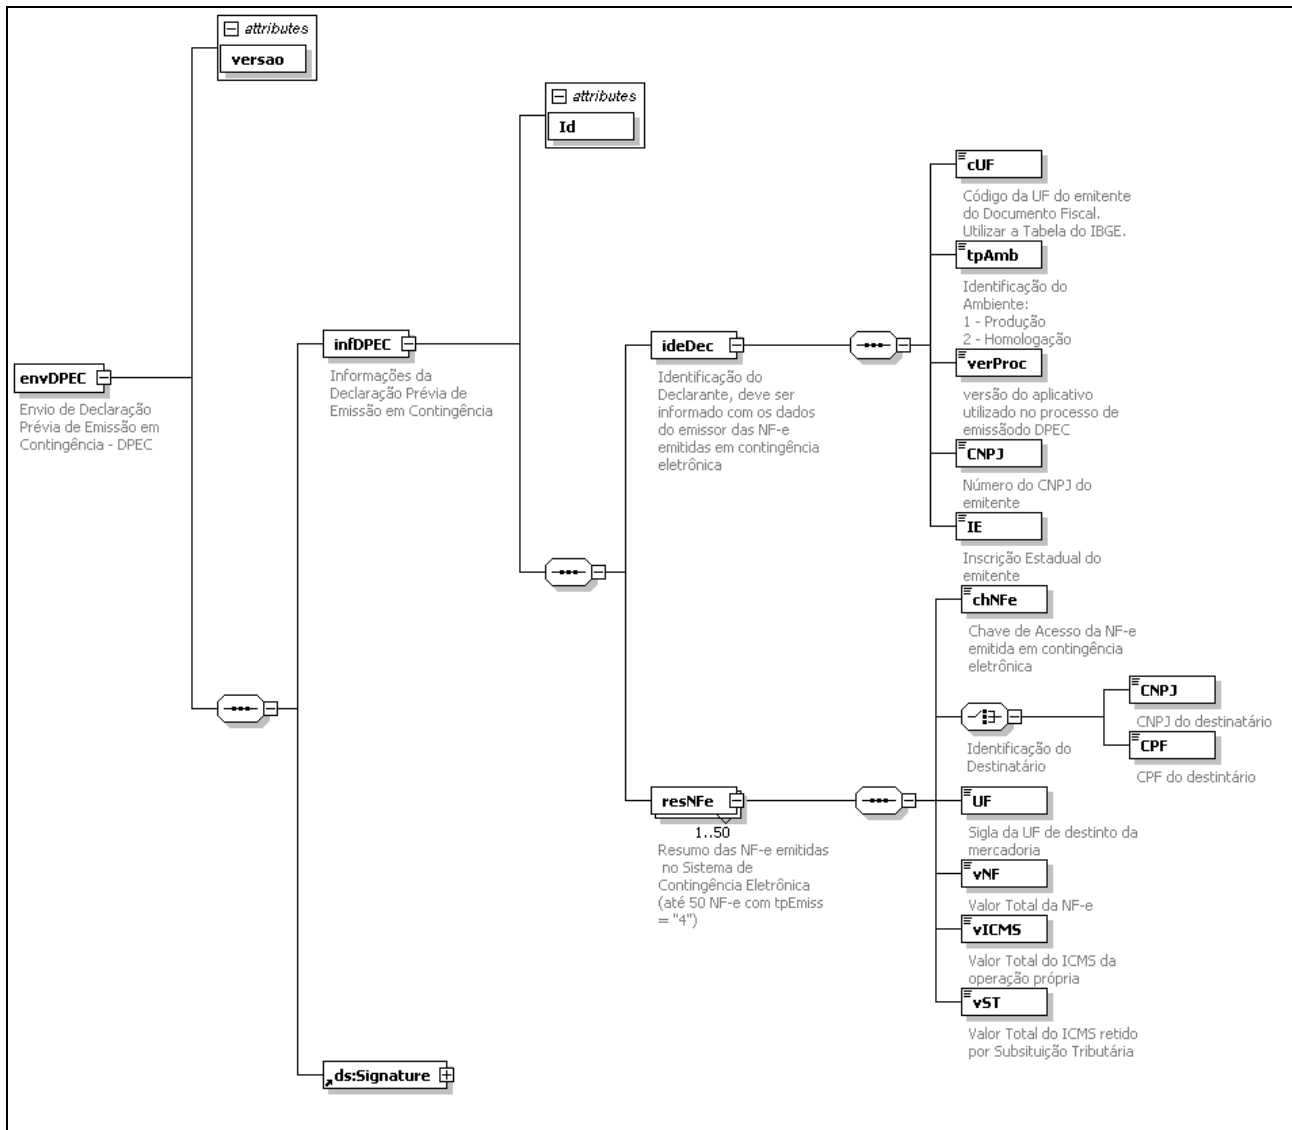 attributes
versao
attributes
Id
envDPEC
Envio de Declaração
Prévia de Emissão em
Contingência - DPEC
infDPEC
Informações da
Declaração Prévia de
Emissão em Contingência
ideDec
Identificação do
Declarante, deve ser
informado com os dados
do emissor das NF-e
emitidas em contingência
eletrônica
cUF
Código da UF do emitente
do Documento Fiscal.
Utilizar a Tabela do IBGE.
tpAmb
Identificação do
Ambiente:
1 - Produção
2 - Homologação
verProc
versão do aplicativo
utilizado no processo de
emissãodo DPEC
CNPJ
Número do CNPJ do
emitente
IE
Inscrição Estadual do
emitente
resNFe
1..50
Resumo das NF-e emitidas
no Sistema de
Contingência Eletrônica
(até 50 NF-e com tpEmiss
= "4")
chNFe
Chave de Acesso da NF-e
emitida em contingência
eletrônica
Identificação do
Destinatário
CNPJ
CNPJ do destinatário
CPF
CPF do destintário
UF
Sigla da UF de destinto da
mercadoria
vNF
Valor Total da NF-e
vICMS
Valor Total do ICMS da
operação própria
vST
Valor Total do ICMS retido
por Subsituição Tributária
ds:Signature